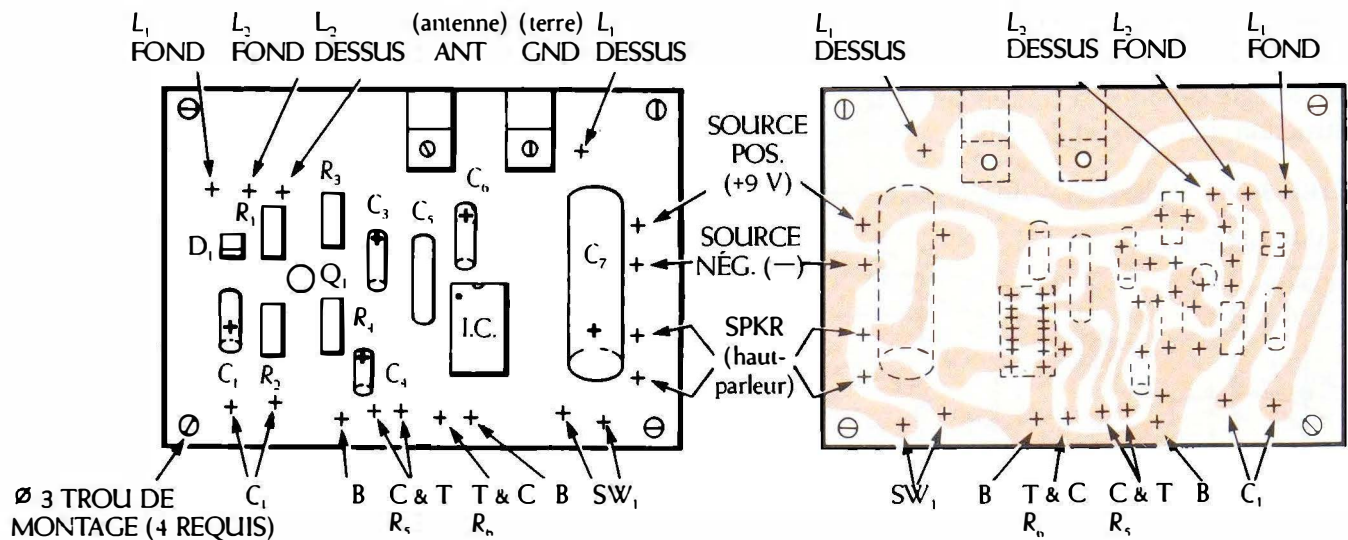 L₁ FOND
L₂ FOND
L₂ DESSUS
(antenne) ANT
(terre) GND
L₁ DESSUS
R₃
R₁
D₁
Q₁
C₃
C₅
C₆
C₇
C₁
R₂
R₄
C₄
I.C.
SOURCE
POS.
(+9 V)
SOURCE
NÉG. (—)
SPKR
(haut-
parleur)
Ø 3 TROU DE
MONTAGE (4 REQUIS)
C₁
B
C & T
R₅
T & C
R₆
B
SW₁
L₁
DESSUS
L₂
DESSUS
L₂
FOND
L₁
FOND
SW₁
B
T & C
R₆
C & T
R₅
B
C₁